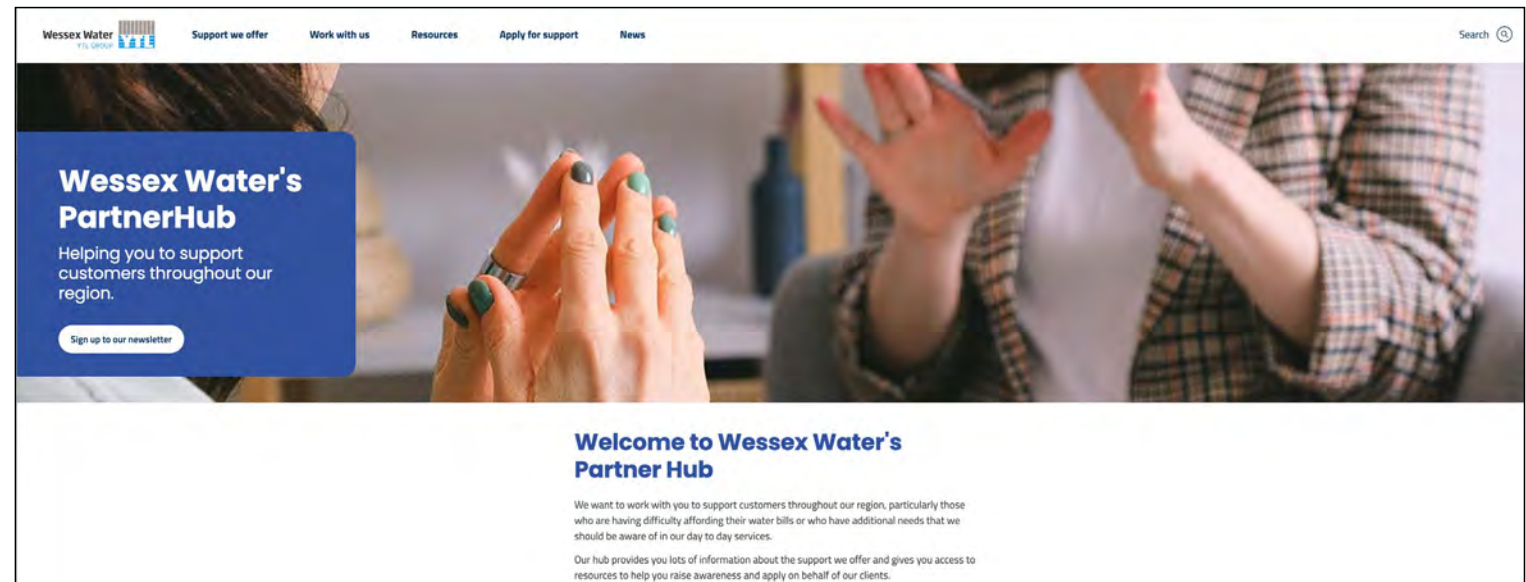 Wessex Water
YTL GROUP
YTL
Support we offer
Work with us
Resources
Apply for support
News
Search
Wessex Water's
PartnerHub
Helping you to support
customers throughout our
region.
Sign up to our newsletter
Welcome to Wessex Water's
Partner Hub
We want to work with you to support customers throughout our region, particularly those
who are having difficulty affording their water bills or who have additional needs that we
should be aware of in our day to day services.
Our hub provides you lots of information about the support we offer and gives you access to
resources to help you raise awareness and apply on behalf of our clients.